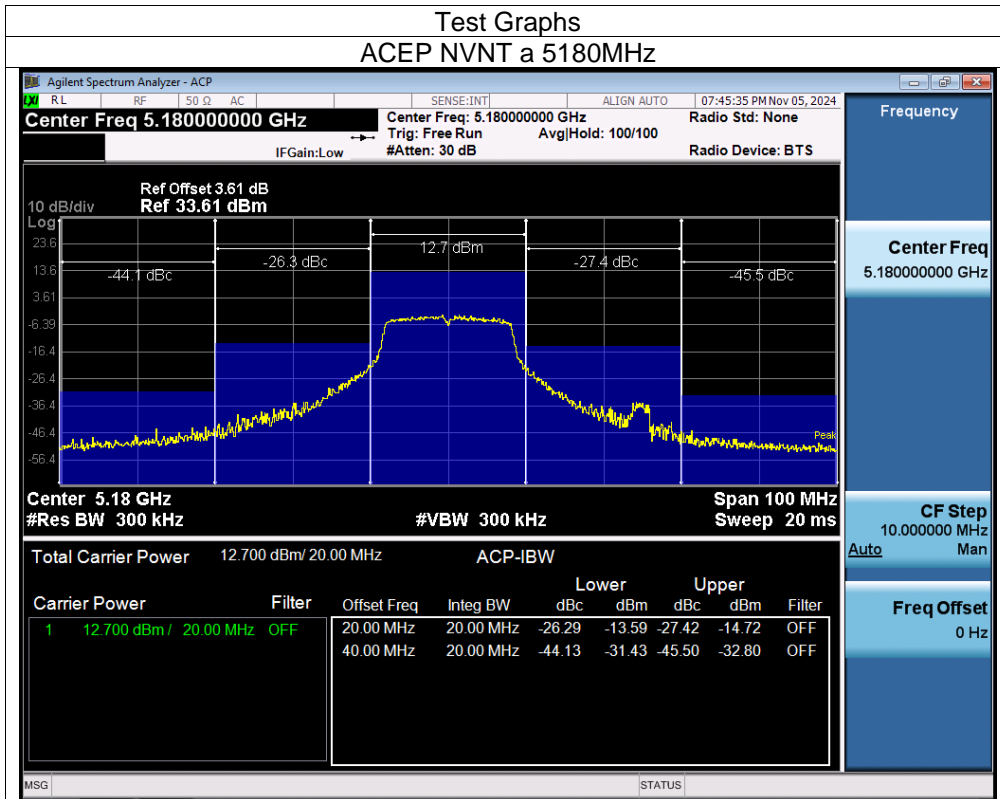 Test Graphs
ACEP NVNT a 5180MHz
Agilent Spectrum Analyzer - ACP
LXI RL RF 50 Ω AC SENSE:INT ALIGN AUTO 07:45:35 PM Nov 05, 2024
Center Freq 5.180000000 GHz
Center Freq: 5.180000000 GHz Radio Std: None
Trig: Free Run Avg|Hold: 100/100
IFGain:Low #Atten: 30 dB Radio Device: BTS
Ref Offset 3.61 dB
10 dB/div Ref 33.61 dBm
Log
23.6
13.6
3.61
-6.39
-16.4
-26.4
-36.4
-46.4
-56.4
-44.1 dBc
-26.3 dBc
12.7 dBm
-27.4 dBc
-45.5 dBc
Peak
Center 5.18 GHz Span 100 MHz
#Res BW 300 kHz #VBW 300 kHz Sweep 20 ms
Total Carrier Power 12.700 dBm/ 20.00 MHz ACP-IBW
Lower Upper
Carrier Power Filter Offset Freq Integ BW dBc dBm dBc dBm Filter
1 12.700 dBm / 20.00 MHz OFF 20.00 MHz 20.00 MHz -26.29 -13.59 -27.42 -14.72 OFF
40.00 MHz 20.00 MHz -44.13 -31.43 -45.50 -32.80 OFF
MSG STATUS
Frequency
Center Freq
5.180000000 GHz
CF Step
10.000000 MHz
Auto Man
Freq Offset
0 Hz